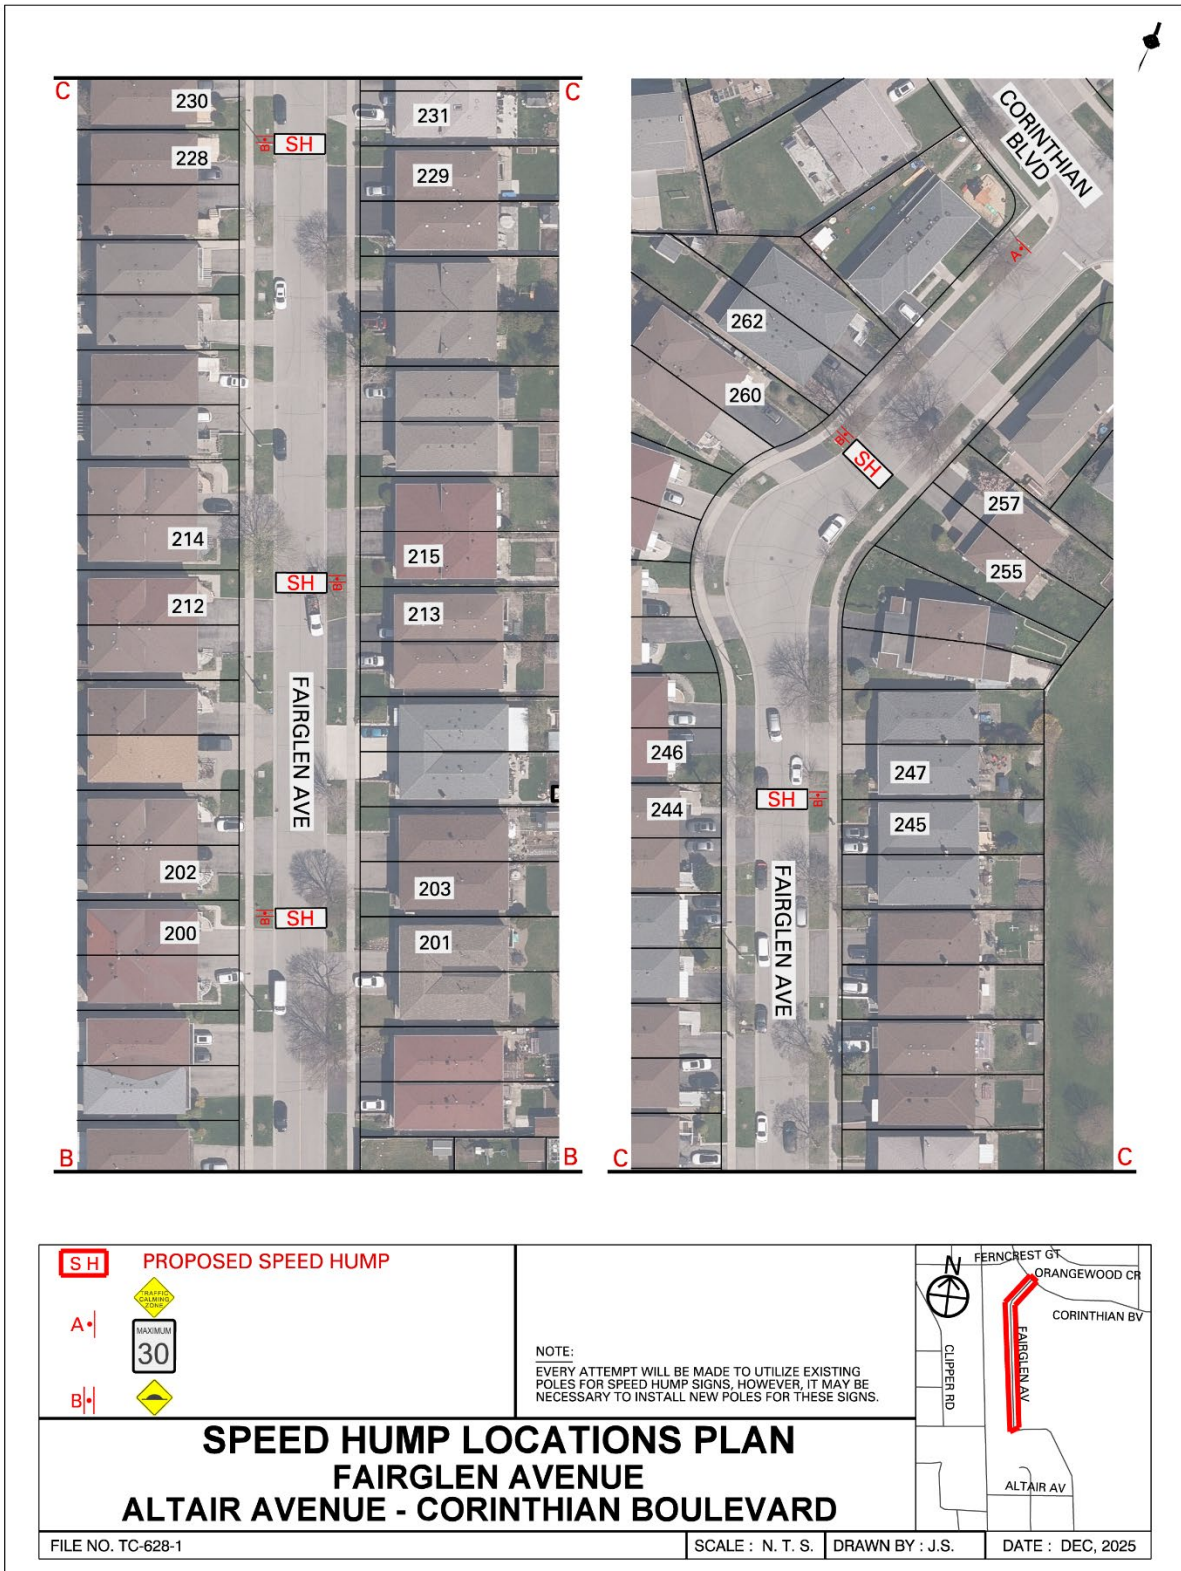 C
C
230
231
B
SH
228
229
214
215
SH
B
212
213
FAIRGLEN AVE
202
203
B
SH
200
201
B
B
CORINTHIAN
BLVD
A
262
260
B
SH
257
255
246
247
SH
B
244
245
FAIRGLEN AVE
C
C
SH PROPOSED SPEED HUMP
TRAFFIC
CALMING
ZONE
A
MAXIMUM
30
B
NOTE:
EVERY ATTEMPT WILL BE MADE TO UTILIZE EXISTING
POLES FOR SPEED HUMP SIGNS, HOWEVER, IT MAY BE
NECESSARY TO INSTALL NEW POLES FOR THESE SIGNS.
N
FERNCREST GT
ORANGEWOOD CR
CORINTHIAN BV
FAIRGLEN AV
CLIPPER RD
ALTAIR AV
SPEED HUMP LOCATIONS PLAN
FAIRGLEN AVENUE
ALTAIR AVENUE - CORINTHIAN BOULEVARD
FILE NO. TC-628-1
SCALE : N. T. S.
DRAWN BY : J.S.
DATE : DEC, 2025